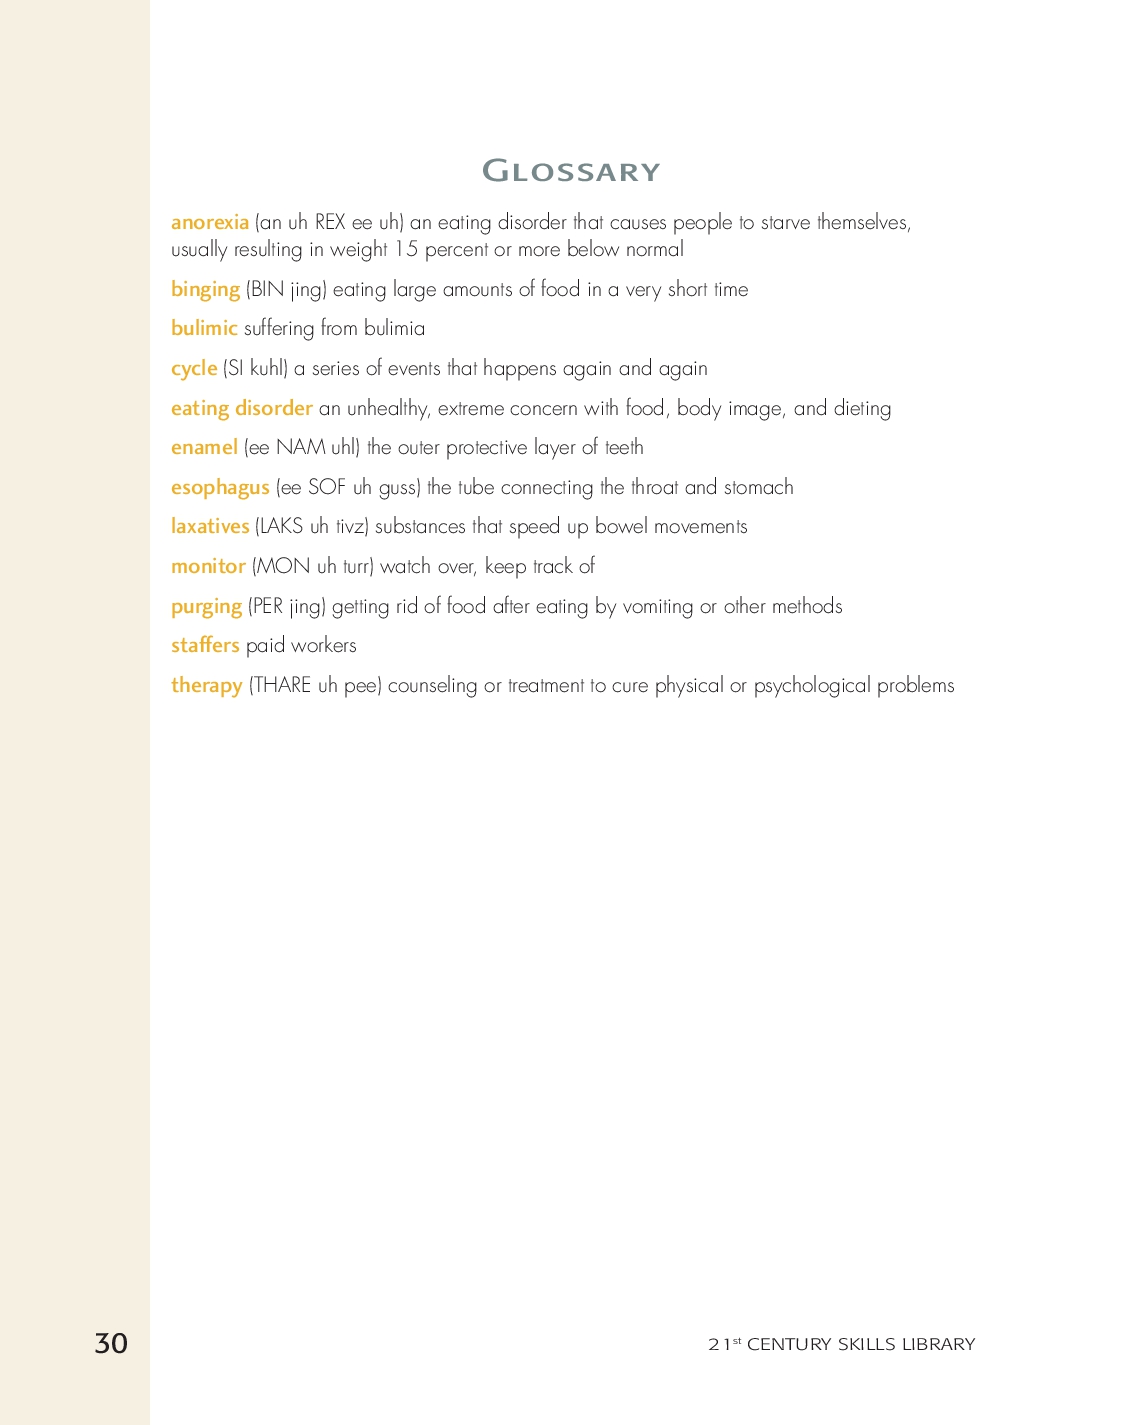 GLOSSARY
anorexia (an uh REX ee uh) an eating disorder that causes people to starve themselves,
usually resulting in weight 15 percent or more below normal
binging (BIN jing) eating large amounts of food in a very short time
bulimic suffering from bulimia
cycle (SI kuhl) a series of events that happens again and again
eating disorder an unhealthy, extreme concern with food, body image, and dieting
enamel (ee NAM uhl) the outer protective layer of teeth
esophagus (ee SOF uh guss) the tube connecting the throat and stomach
laxatives (LAKS uh tivz) substances that speed up bowel movements
monitor (MON uh turr) watch over, keep track of
purging (PER jing) getting rid of food after eating by vomiting or other methods
staffers paid workers
therapy (THARE uh pee) counseling or treatment to cure physical or psychological problems
30
21st CENTURY SKILLS LIBRARY